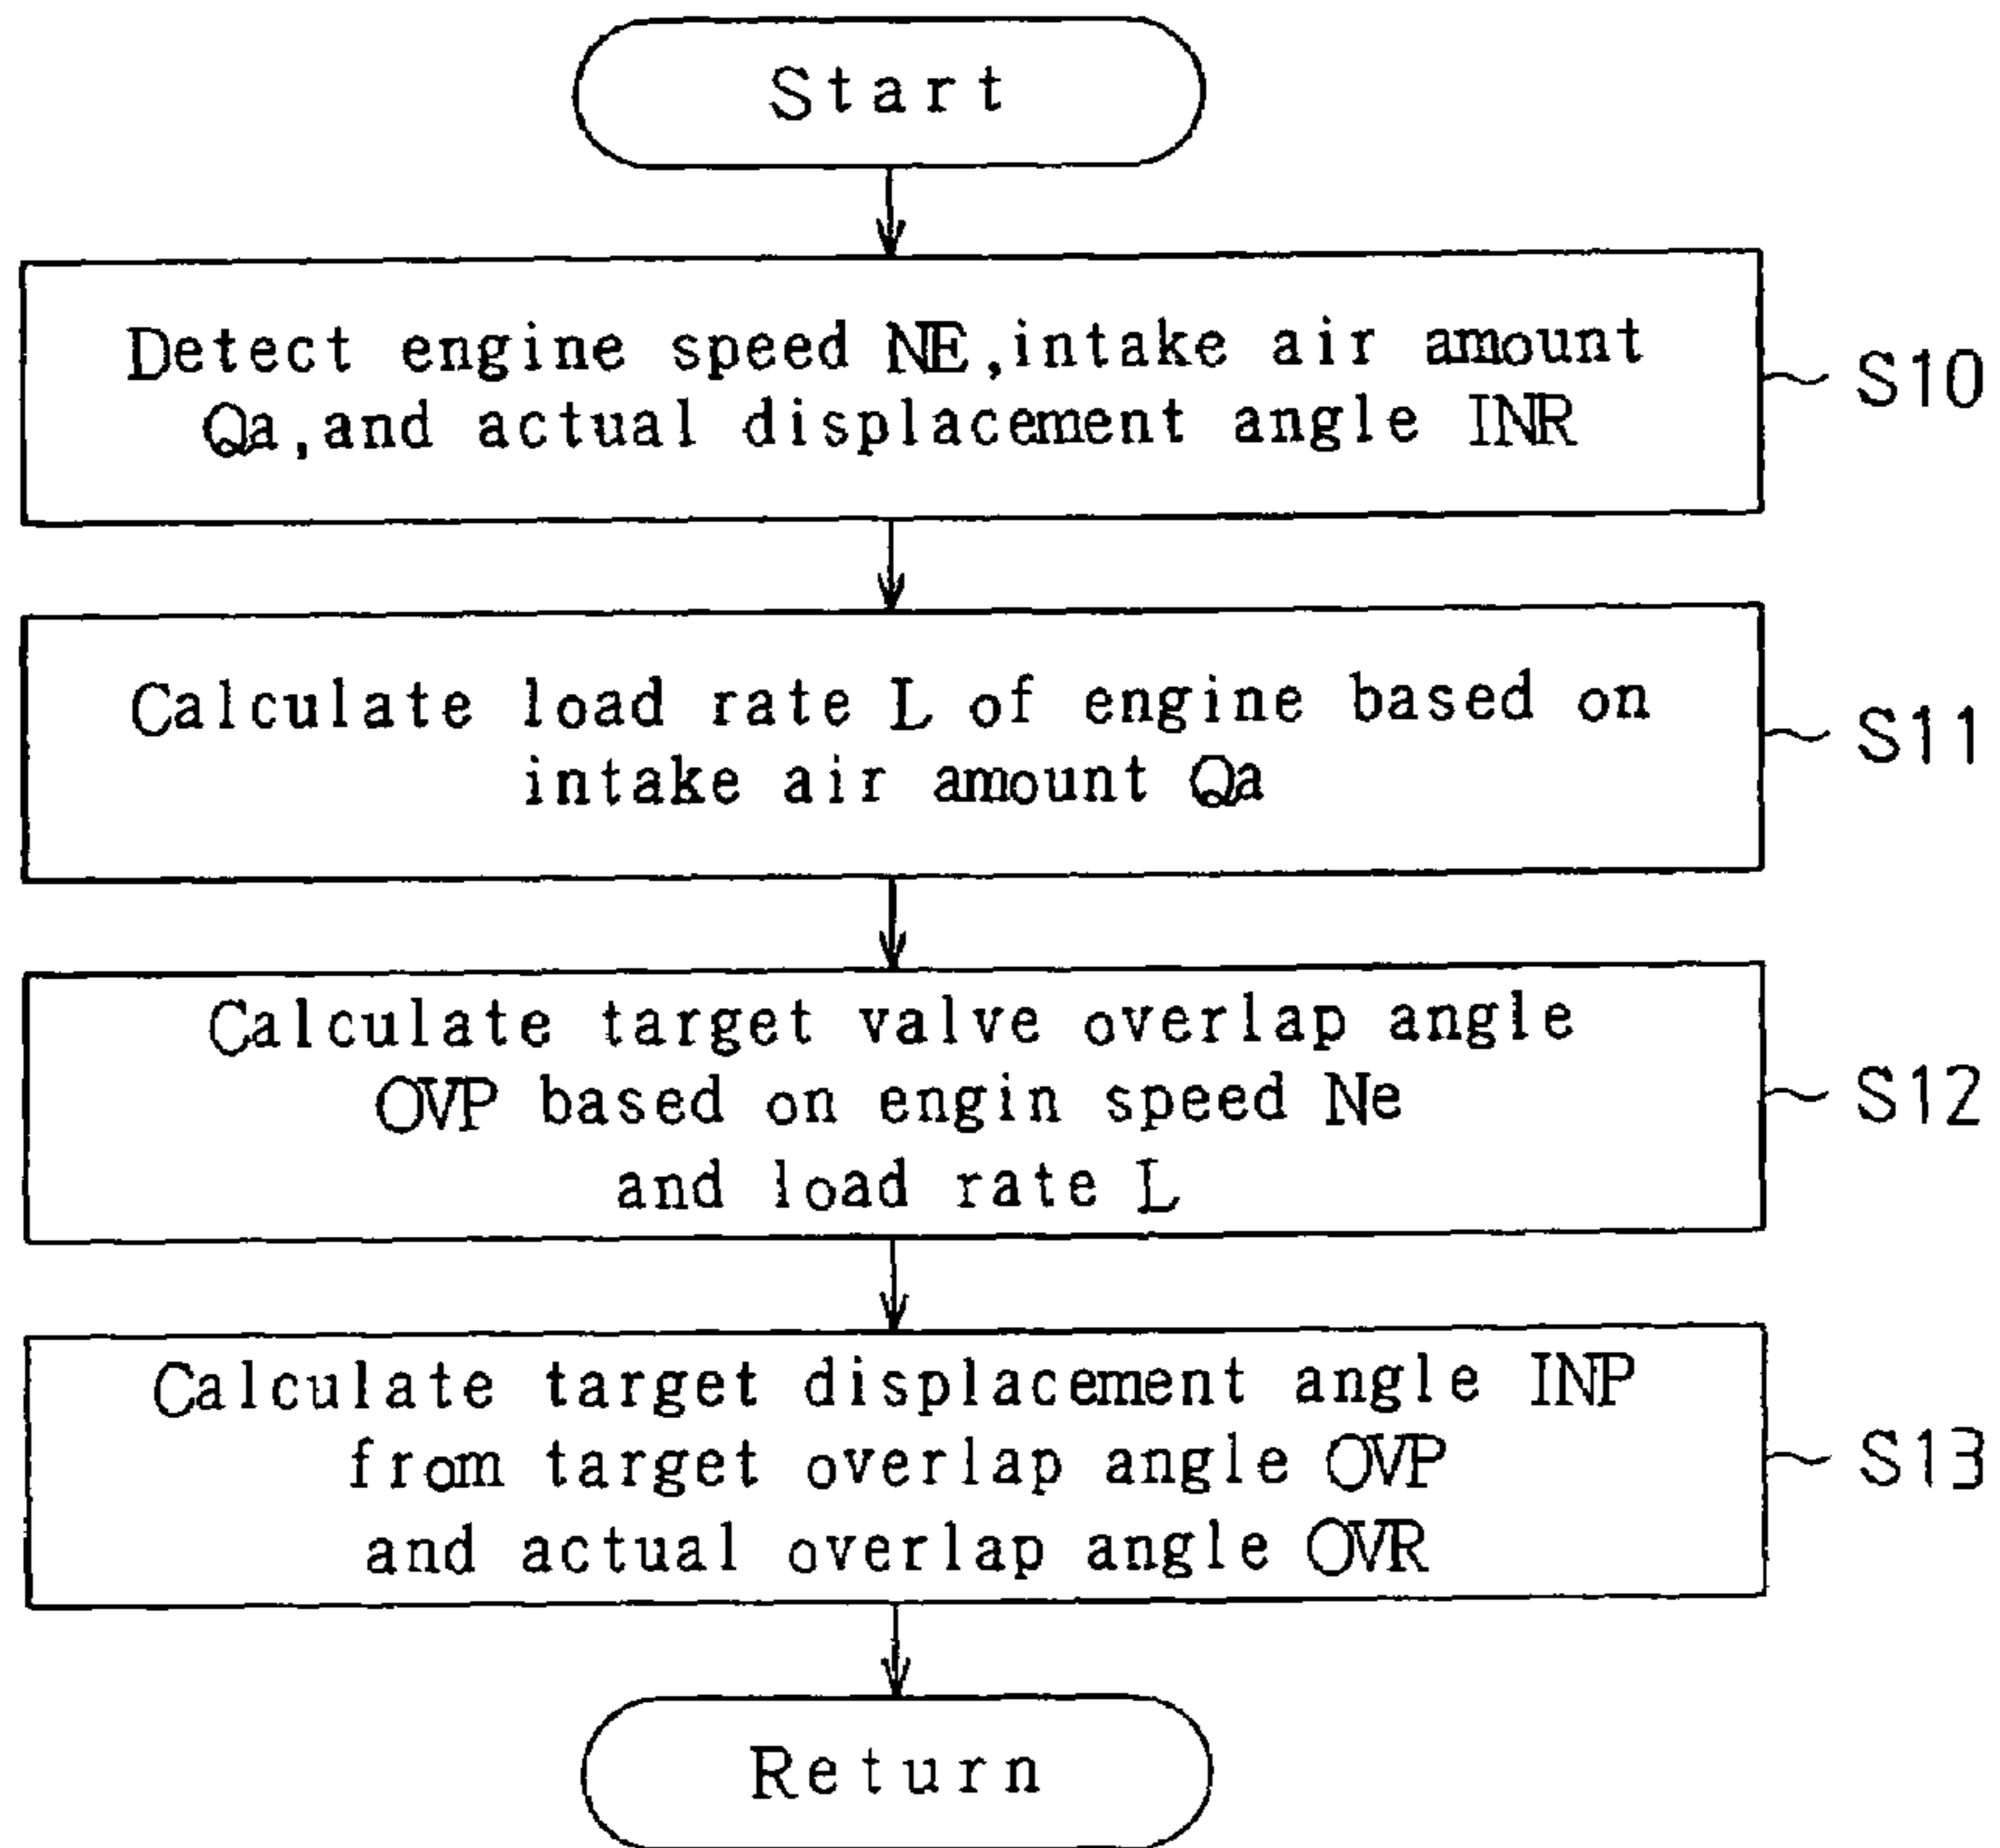 Start
Detect engine speed NE,intake air amount
Qa,and actual displacement angle INR
S10
Calculate load rate L of engine based on
intake air amount Qa
S11
Calculate target valve overlap angle
OVP based on engin speed Ne
and load rate L
S12
Calculate target displacement angle INP
from target overlap angle OVP
and actual overlap angle OVR
S13
Return